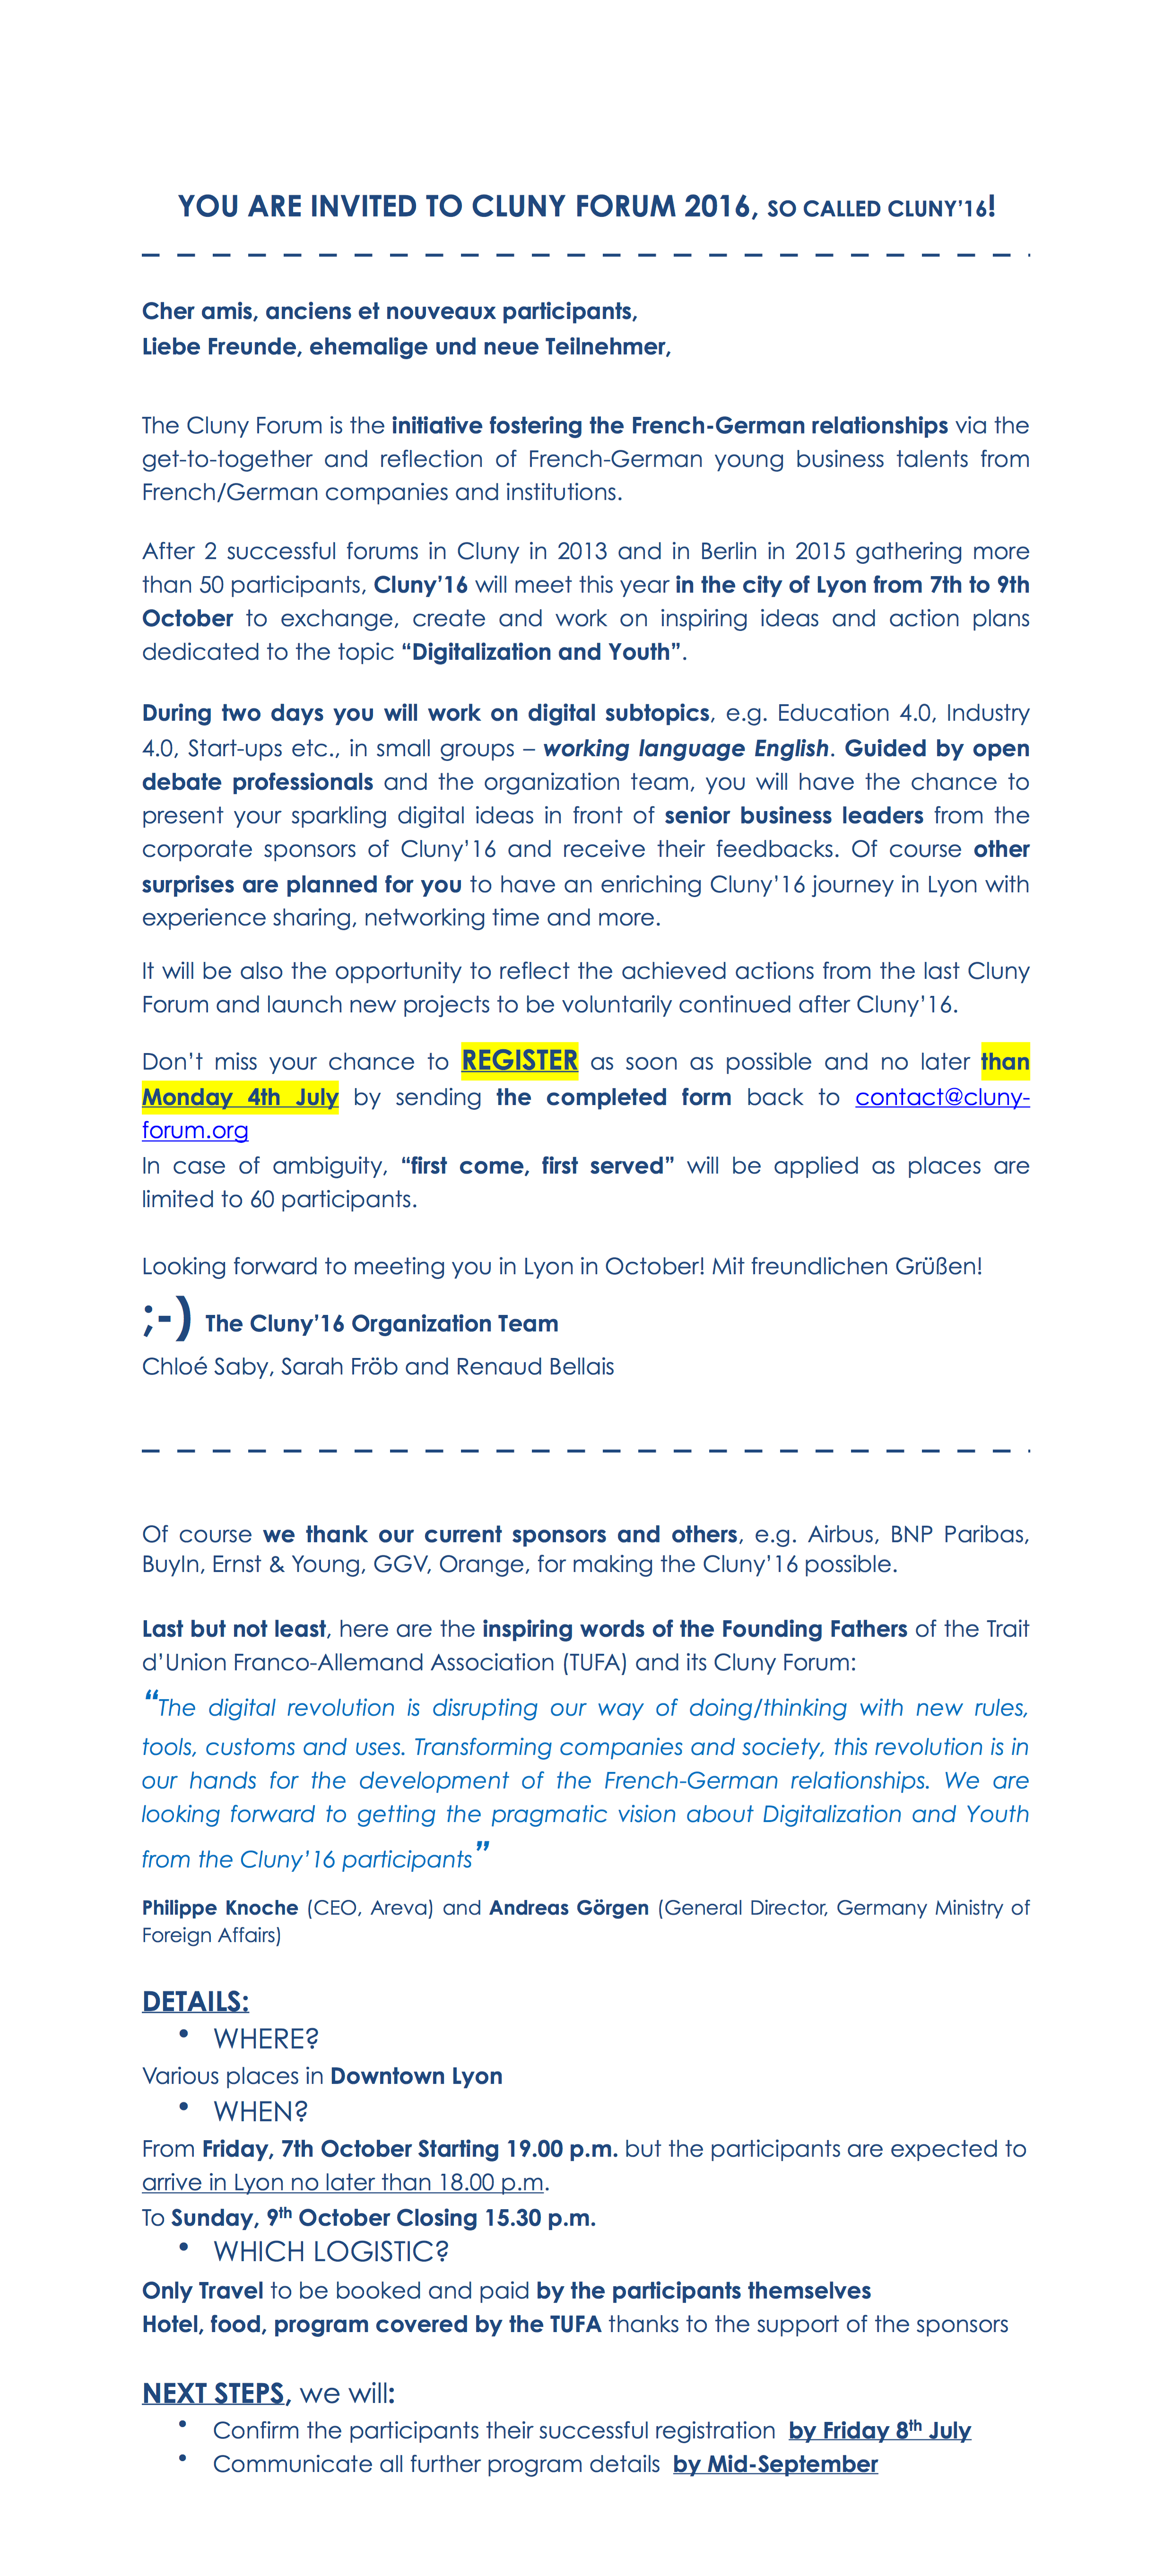 YOU ARE INVITED TO CLUNY FORUM 2016, SO CALLED CLUNY’16!
Cher amis, anciens et nouveaux participants,
Liebe Freunde, ehemalige und neue Teilnehmer,
The Cluny Forum is the initiative fostering the French-German relationships via the
get-to-together and reflection of French-German young business talents from
French/German companies and institutions.
After 2 successful forums in Cluny in 2013 and in Berlin in 2015 gathering more
than 50 participants, Cluny’16 will meet this year in the city of Lyon from 7th to 9th
October to exchange, create and work on inspiring ideas and action plans
dedicated to the topic “Digitalization and Youth”.
During two days you will work on digital subtopics, e.g. Education 4.0, Industry
4.0, Start-ups etc., in small groups – working language English. Guided by open
debate professionals and the organization team, you will have the chance to
present your sparkling digital ideas in front of senior business leaders from the
corporate sponsors of Cluny’16 and receive their feedbacks. Of course other
surprises are planned for you to have an enriching Cluny’16 journey in Lyon with
experience sharing, networking time and more.
It will be also the opportunity to reflect the achieved actions from the last Cluny
Forum and launch new projects to be voluntarily continued after Cluny’16.
Don’t miss your chance to REGISTER as soon as possible and no later than
Monday 4th July by sending the completed form back to contact@cluny-
forum.org
In case of ambiguity, “first come, first served” will be applied as places are
limited to 60 participants.
Looking forward to meeting you in Lyon in October! Mit freundlichen Grüßen!
;-) The Cluny’16 Organization Team
Chloé Saby, Sarah Fröb and Renaud Bellais
Of course we thank our current sponsors and others, e.g. Airbus, BNP Paribas,
BuyIn, Ernst & Young, GGV, Orange, for making the Cluny’16 possible.
Last but not least, here are the inspiring words of the Founding Fathers of the Trait
d’Union Franco-Allemand Association (TUFA) and its Cluny Forum:
“The digital revolution is disrupting our way of doing/thinking with new rules,
tools, customs and uses. Transforming companies and society, this revolution is in
our hands for the development of the French-German relationships. We are
looking forward to getting the pragmatic vision about Digitalization and Youth
from the Cluny’16 participants”
Philippe Knoche (CEO, Areva) and Andreas Görgen (General Director, Germany Ministry of
Foreign Affairs)
DETAILS:
• WHERE?
Various places in Downtown Lyon
• WHEN?
From Friday, 7th October Starting 19.00 p.m. but the participants are expected to
arrive in Lyon no later than 18.00 p.m.
To Sunday, 9th October Closing 15.30 p.m.
• WHICH LOGISTIC?
Only Travel to be booked and paid by the participants themselves
Hotel, food, program covered by the TUFA thanks to the support of the sponsors
NEXT STEPS, we will:
• Confirm the participants their successful registration by Friday 8th July
• Communicate all further program details by Mid-September